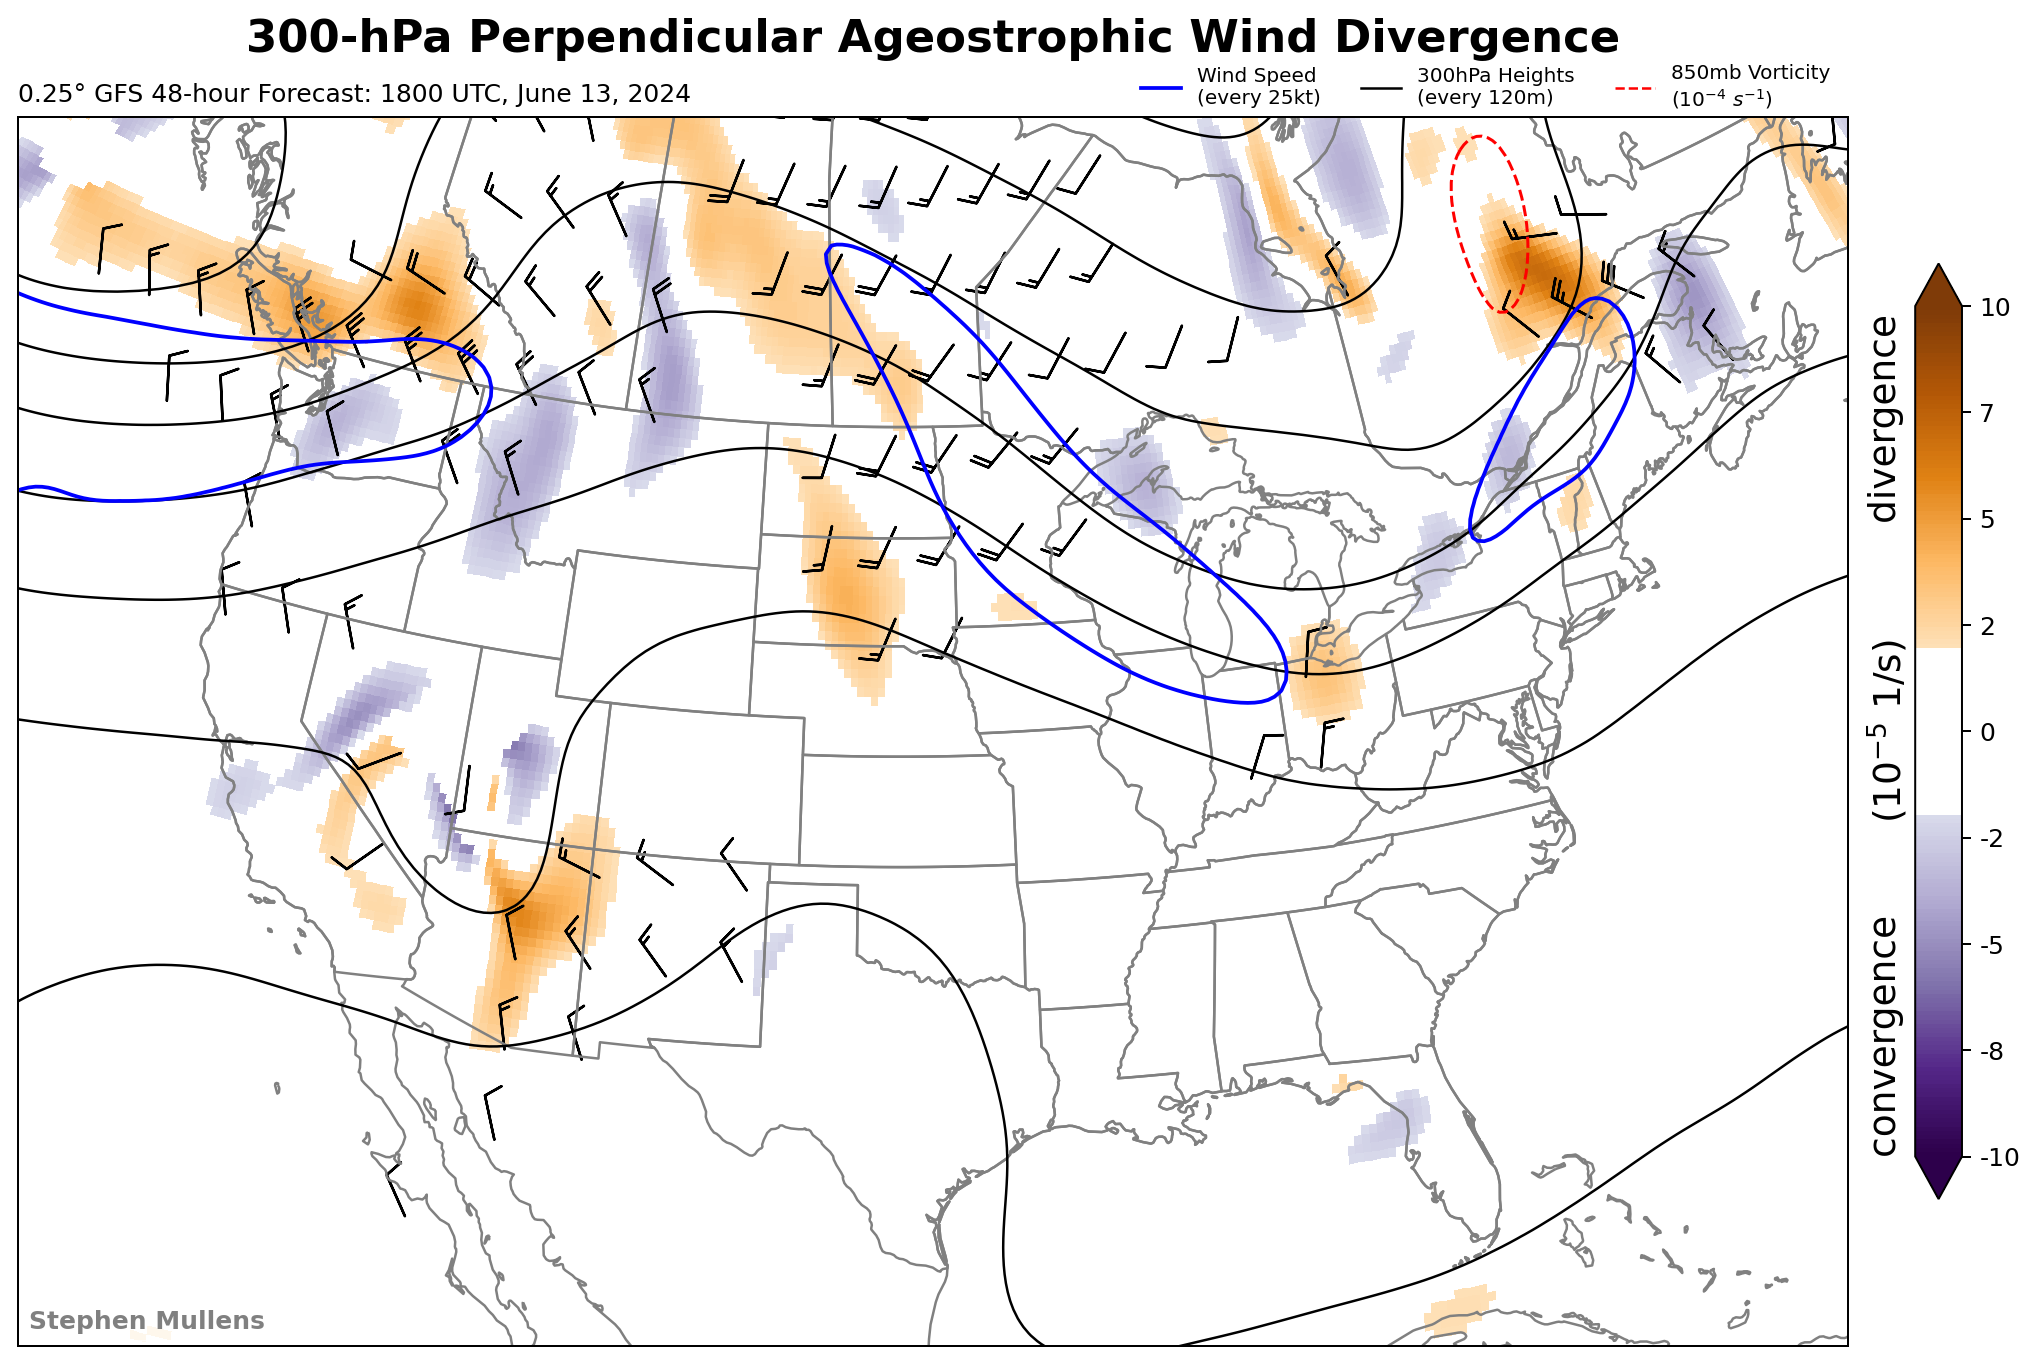 300-hPa Perpendicular Ageostrophic Wind Divergence
0.25° GFS 48-hour Forecast: 1800 UTC, June 13, 2024
Wind Speed
(every 25kt)
300hPa Heights
(every 120m)
850mb Vorticity
(10⁻⁴ s⁻¹)
10
7
5
2
0
-2
-5
-8
-10
convergence (10⁻⁵ 1/s) divergence
Stephen Mullens